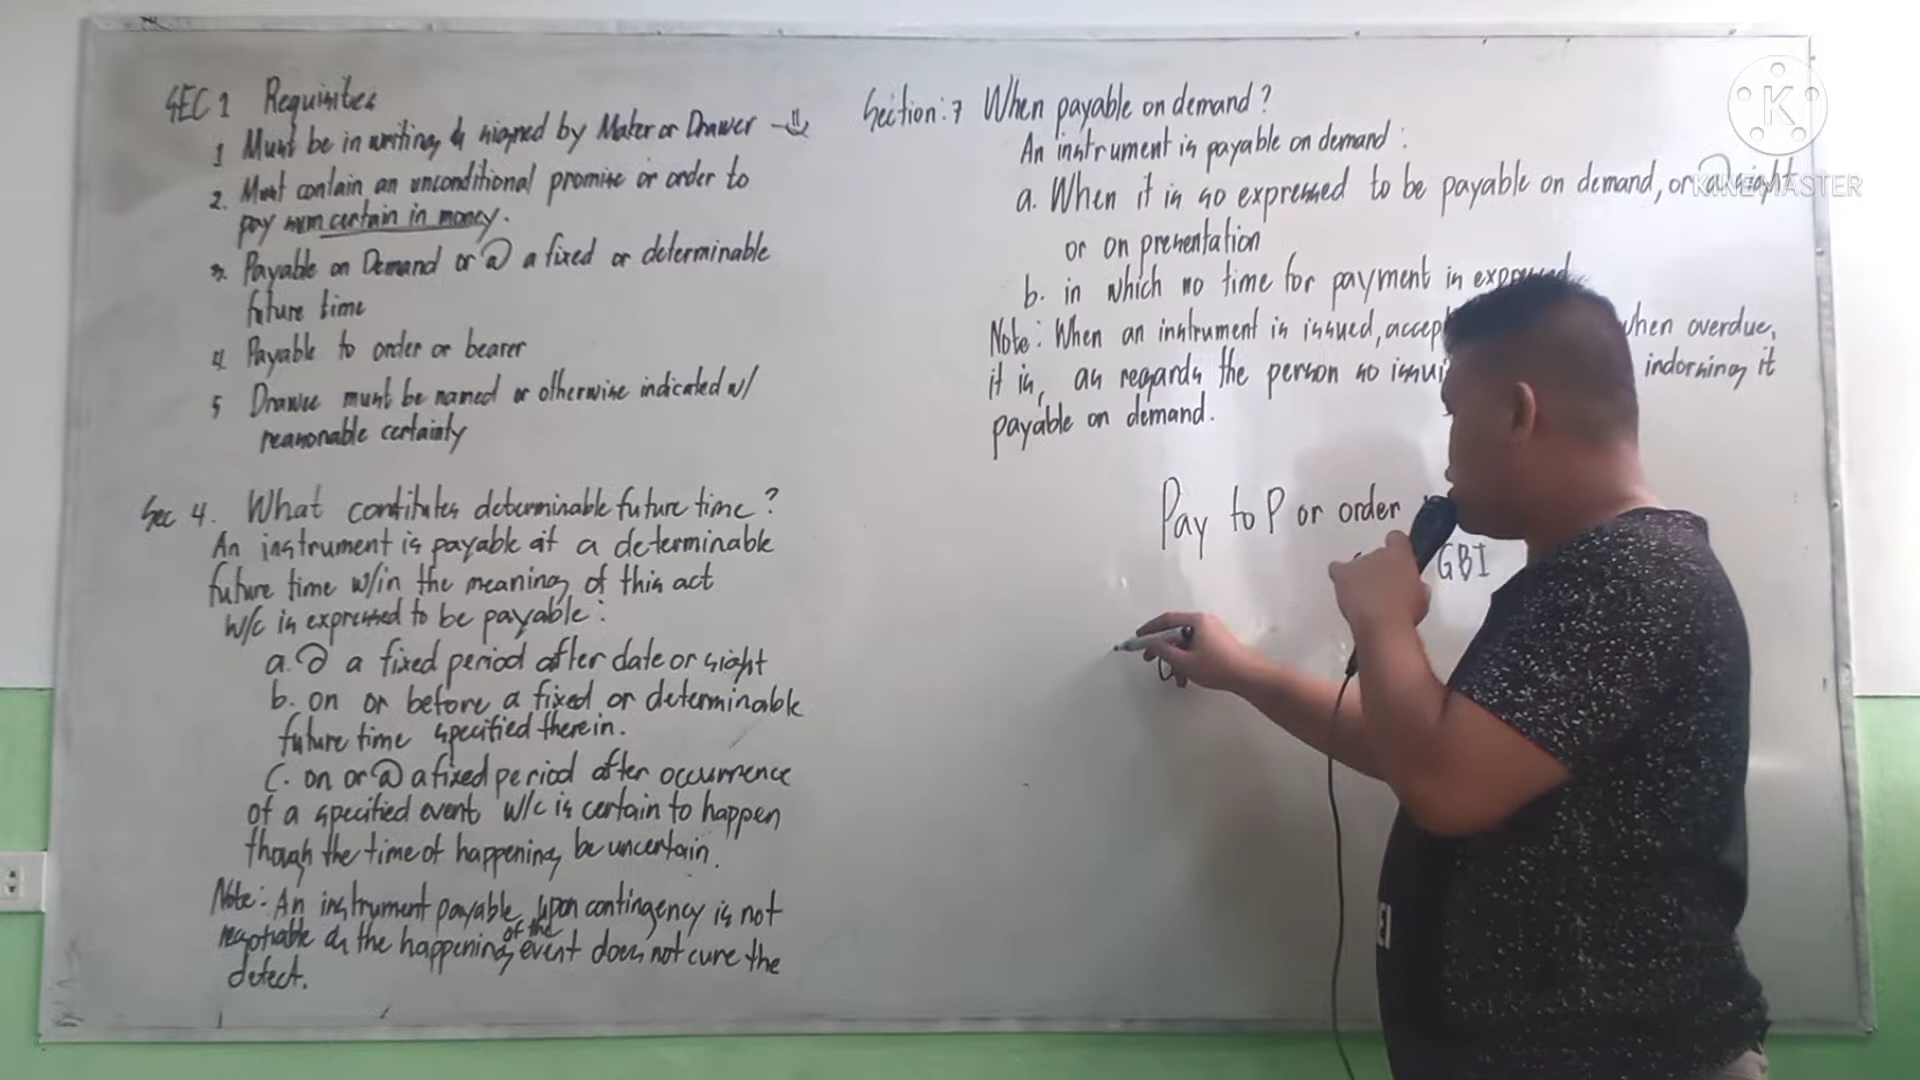 SEC 1 Requisites
1 Must be in writing & signed by Maker or Drawer
2. Must contain an unconditional promise or order to
pay sum certain in money.
3. Payable on Demand or @ a fixed or determinable
future time
4 Payable to order or bearer
5 Drawee must be named or otherwise indicated w/
reasonable certainty
Sec 4. What contitutes determinable future time?
An instrument is payable at a determinable
future time w/in the meaning of this act
w/c is expressed to be payable:
a. @ a fixed period after date or sight
b. on or before a fixed or determinable
future time specified therein.
C. on or @ a fixed period after occurrence
of a specified event w/c is certain to happen
though the time of happening be uncertain.
Note: An instrument payable upon contingency is not
negotiable & the happening of the event does not cure the
defect.
Section: 7 When payable on demand?
An instrument is payable on demand:
a. When it is so expressed to be payable on demand, or @ sight
or on presentation
b. in which no time for payment is expressed
Note: When an instrument is issued, accep when overdue,
it is, as regards the person so issui indorsing it
payable on demand.
Pay to P or order
GBI
K
KINEMASTER
EI